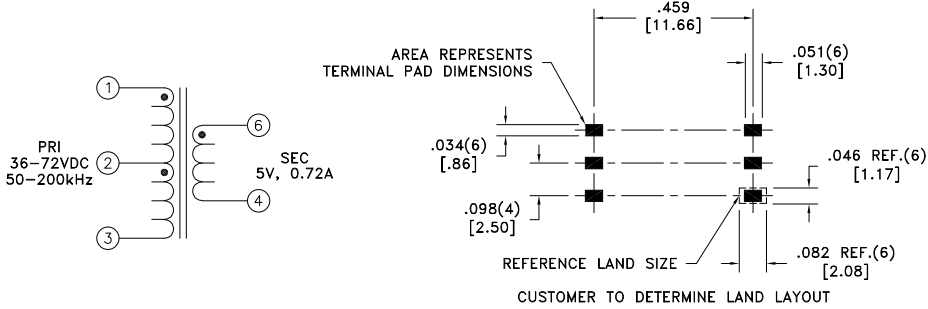 1
2
3
PRI
36-72VDC
50-200kHz
6
4
SEC
5V, 0.72A
AREA REPRESENTS
TERMINAL PAD DIMENSIONS
.459
[11.66]
.051(6)
[1.30]
.034(6)
[.86]
.046 REF.(6)
[1.17]
.098(4)
[2.50]
REFERENCE LAND SIZE
.082 REF.(6)
[2.08]
CUSTOMER TO DETERMINE LAND LAYOUT